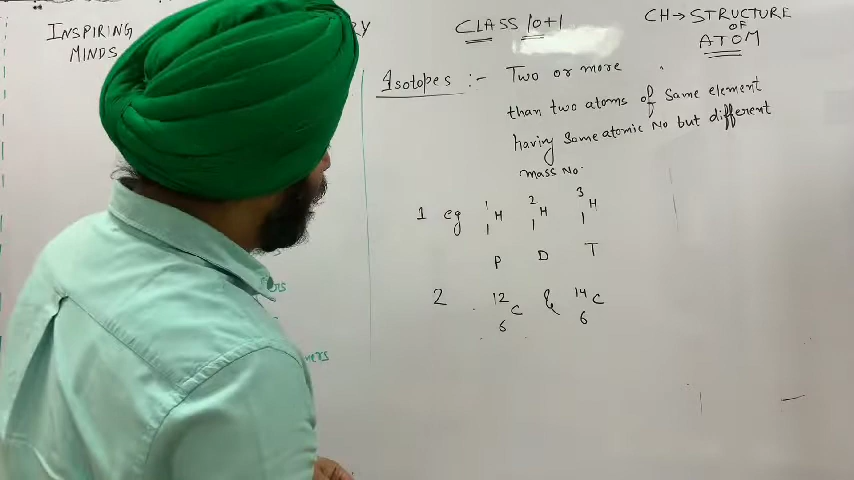 INSPIRING
MINDS
RY
CLASS 10+1
CH→STRUCTURE
OF
ATOM
Isotopes :- Two or more
than two atoms of same element
having same atomic No but different
mass No.
1 eg ¹₁H ²₁H ³₁H
P D T
2 ¹²₆C & ¹⁴₆C